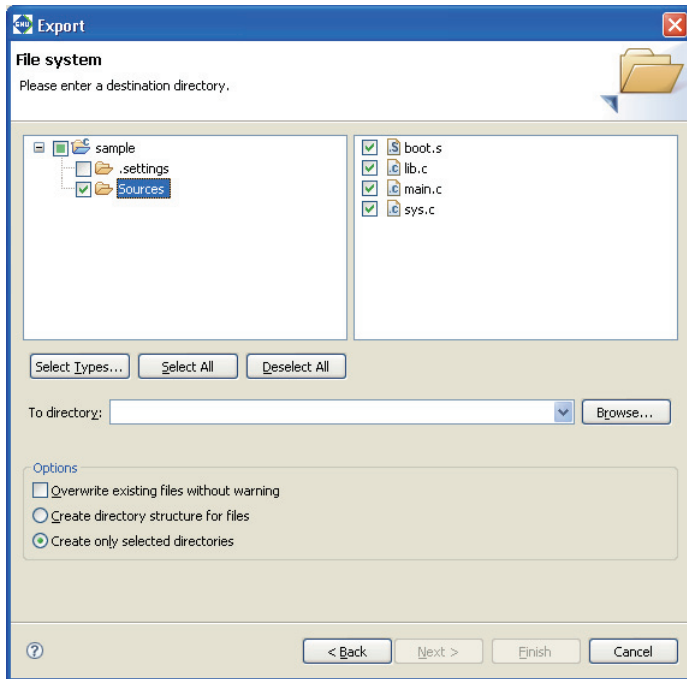 GNU Export
File system
Please enter a destination directory.
sample
.settings
Sources
.S boot.s
.c lib.c
.c main.c
.c sys.c
Select Types... Select All Deselect All
To directory: Browse...
Options
Overwrite existing files without warning
Create directory structure for files
Create only selected directories
? < Back Next > Finish Cancel